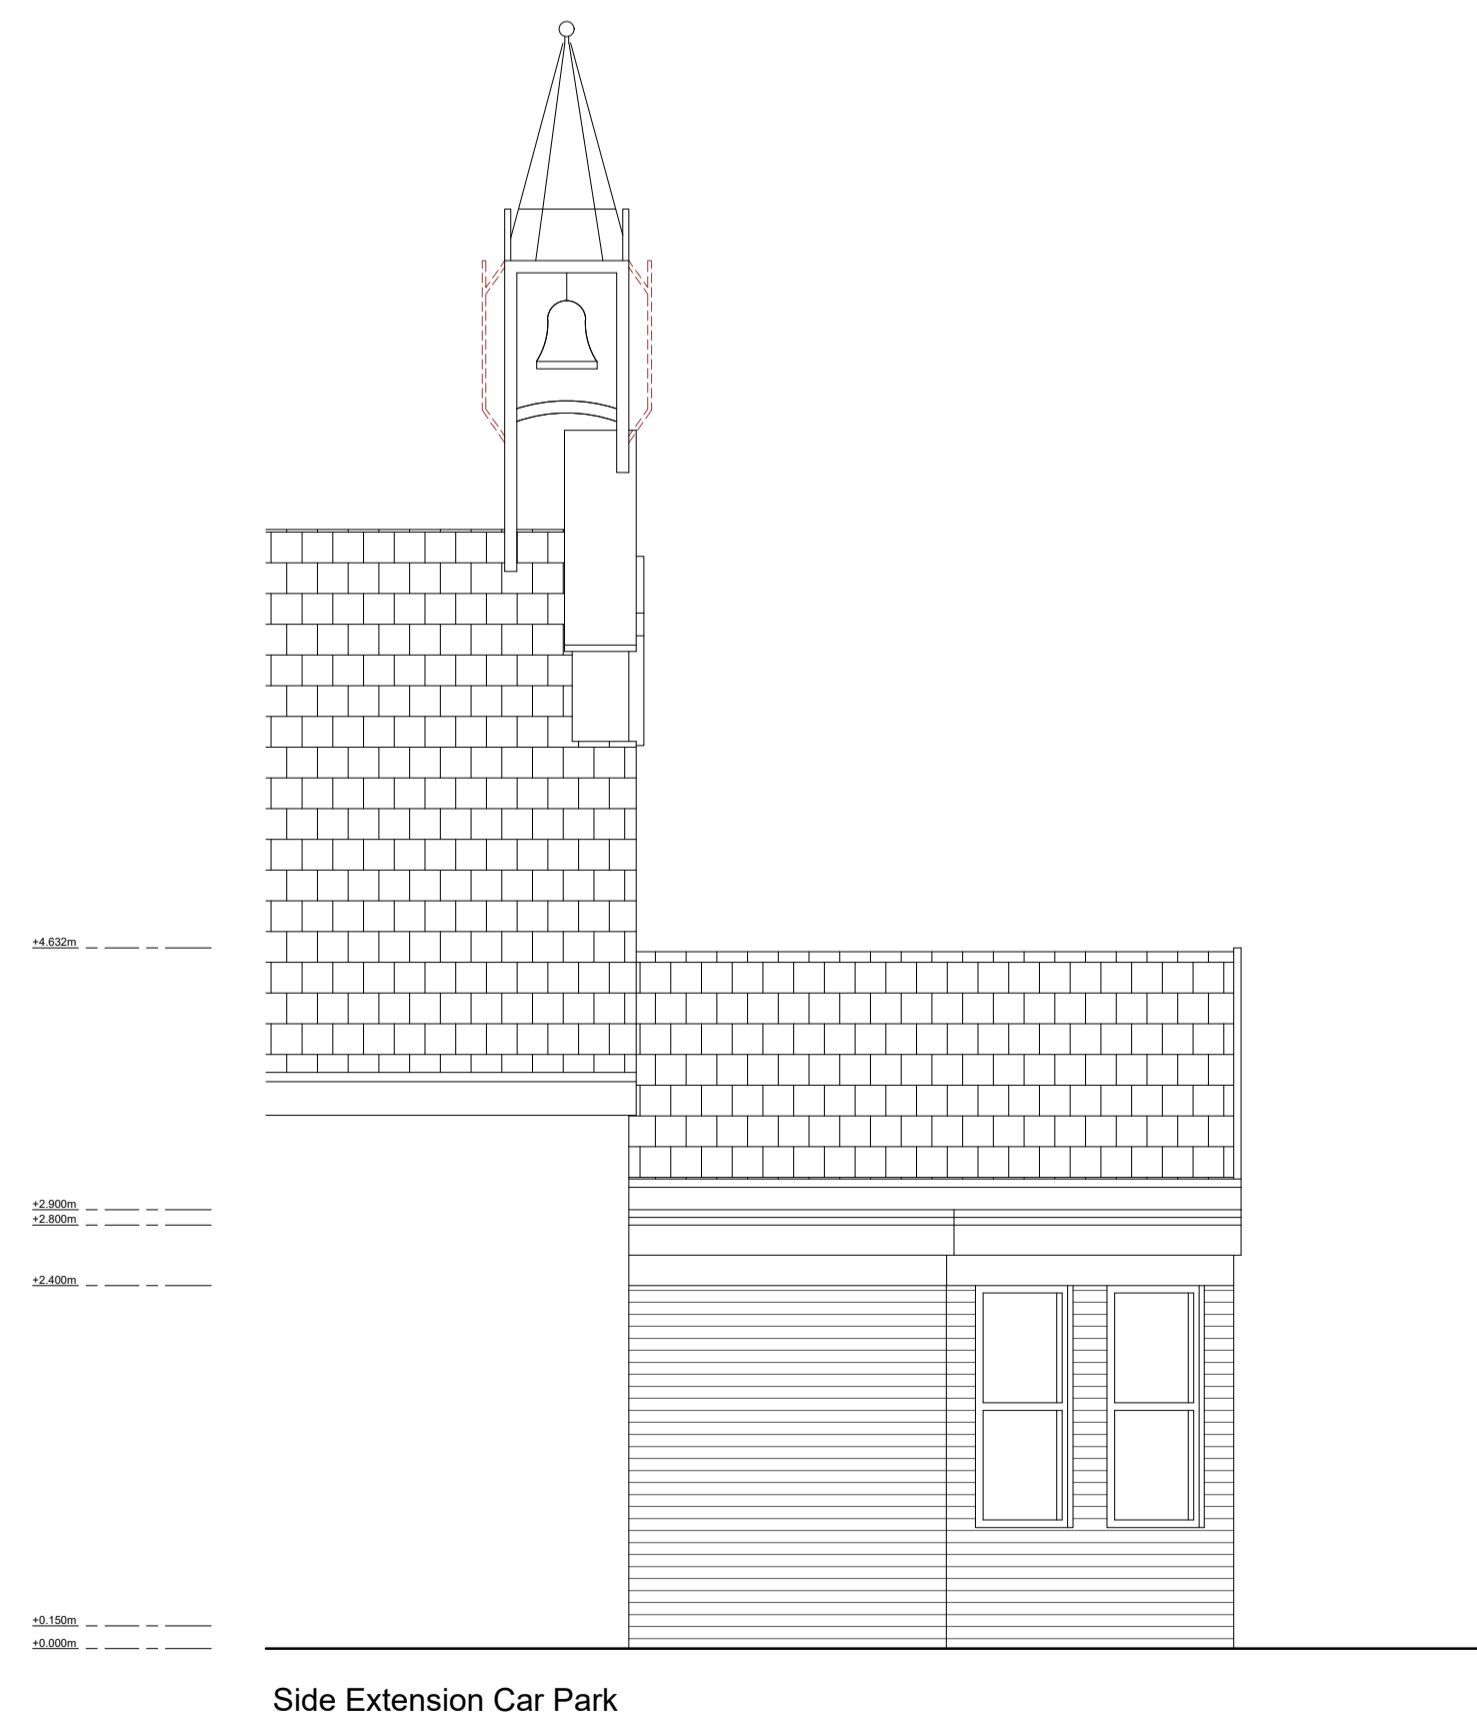 +4.632m
+2.900m
+2.800m
+2.400m
+0.150m
+0.000m
Side Extension Car Park